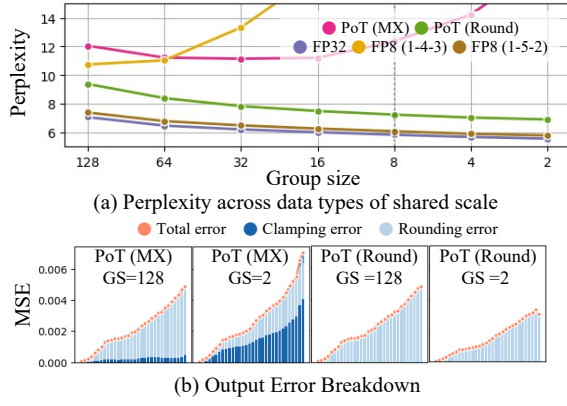 14
12
10
8
6
Perplexity
PoT (MX) PoT (Round)
FP32 FP8 (1-4-3) FP8 (1-5-2)
128 64 32 16 8 4 2
Group size
(a) Perplexity across data types of shared scale
Total error Clamping error Rounding error
PoT (MX) PoT (MX) PoT (Round) PoT (Round)
GS=128 GS=2 GS =128 GS =2
0.006
0.004
0.002
0.000
MSE
(b) Output Error Breakdown